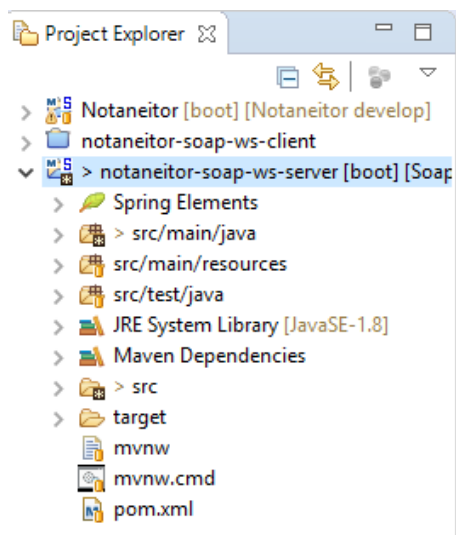 Project Explorer
Notaneitor [boot] [Notaneitor develop]
notaneitor-soap-ws-client
> notaneitor-soap-ws-server [boot] [Soap
Spring Elements
> src/main/java
src/main/resources
src/test/java
JRE System Library [JavaSE-1.8]
Maven Dependencies
> src
target
mvnw
mvnw.cmd
pom.xml